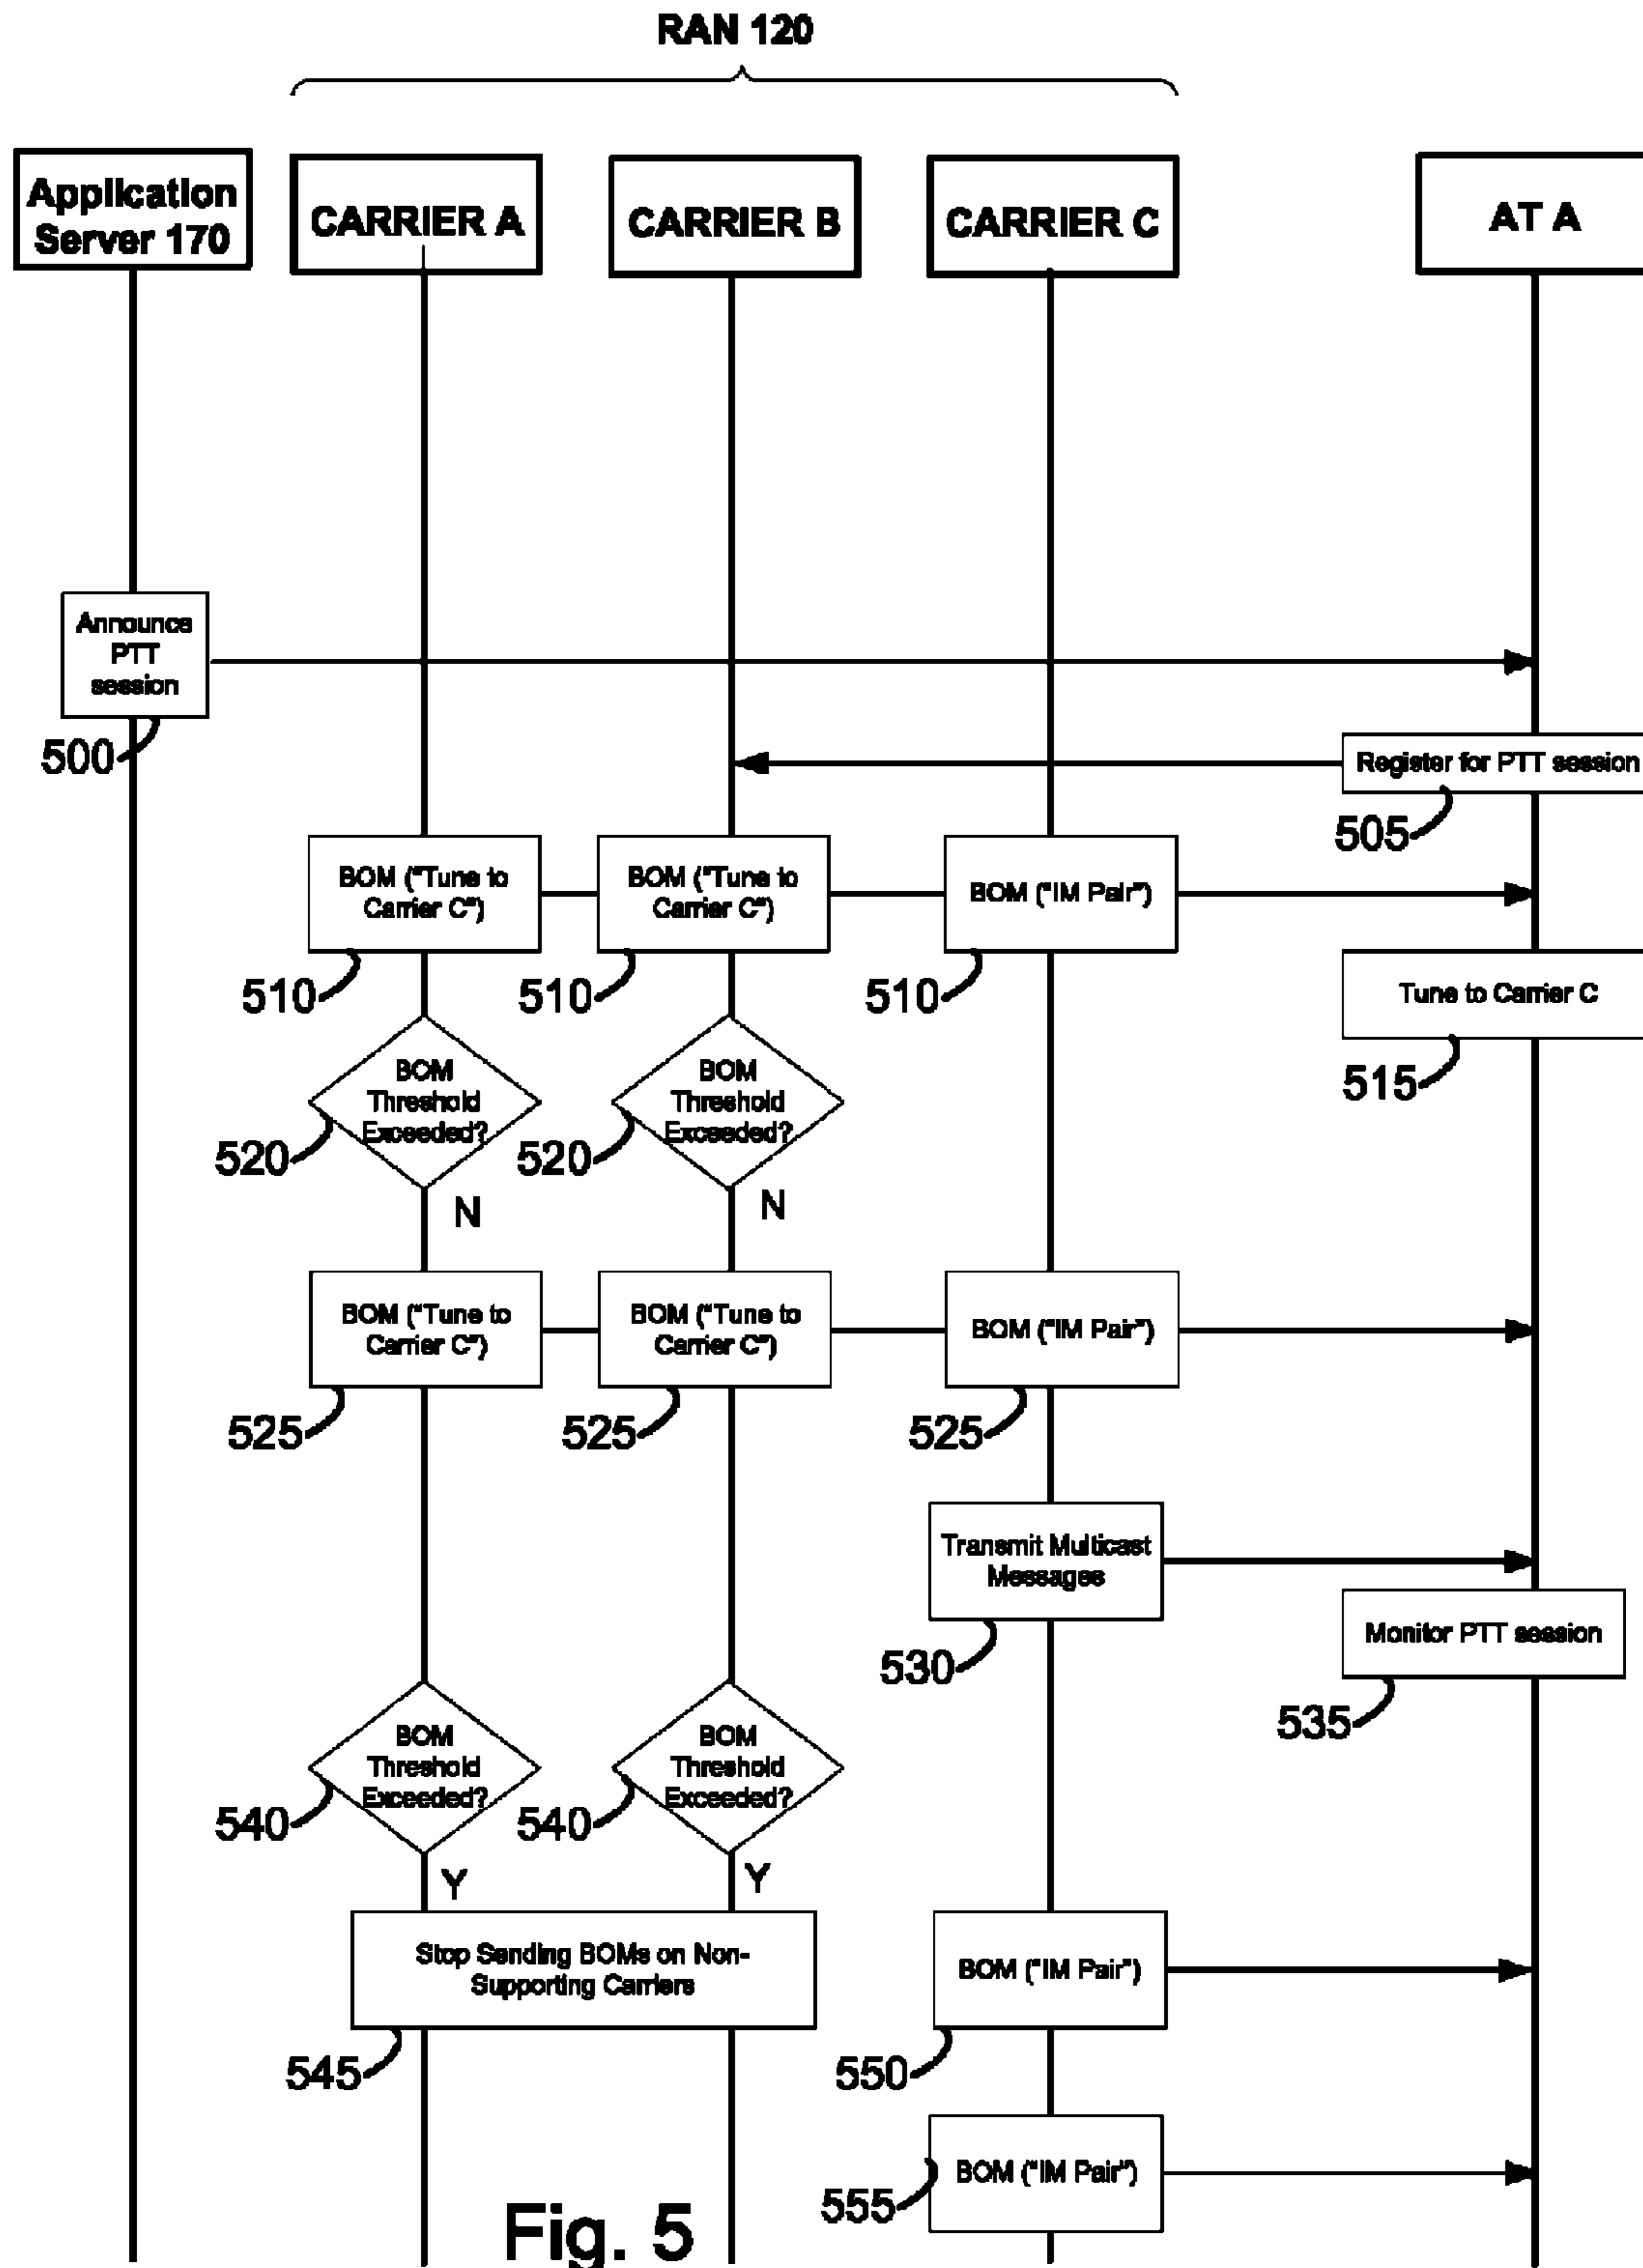 RAN 120
Application
Server 170
CARRIER A
CARRIER B
CARRIER C
AT A
Announce
PTT
session
500
Register for PTT session
505
BOM ("Tune to
Carrier C")
BOM ("Tune to
Carrier C")
BOM ("IM Pair")
510
510
510
Tune to Carrier C
515
BOM
Threshold
Exceeded?
BOM
Threshold
Exceeded?
520
520
N
N
BOM ("Tune to
Carrier C")
BOM ("Tune to
Carrier C")
BOM ("IM Pair")
525
525
525
Transmit Multicast
Messages
530
Monitor PTT session
535
BOM
Threshold
Exceeded?
BOM
Threshold
Exceeded?
540
540
Y
Y
Stop Sending BOMs on Non-
Supporting Carriers
545
BOM ("IM Pair")
550
BOM ("IM Pair")
555
Fig. 5